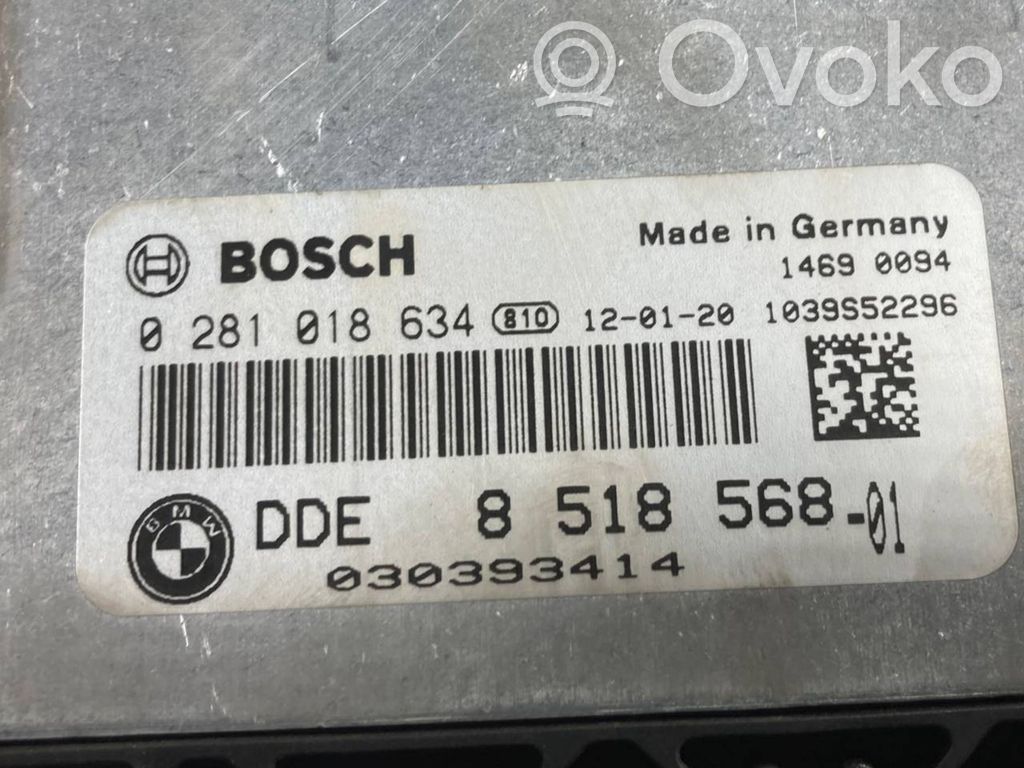 Ovoko
BOSCH
Made in Germany
1469 0094
0 281 018 634 810 12-01-20 1039S52296
BMW
DDE 8 518 568-01
030393414